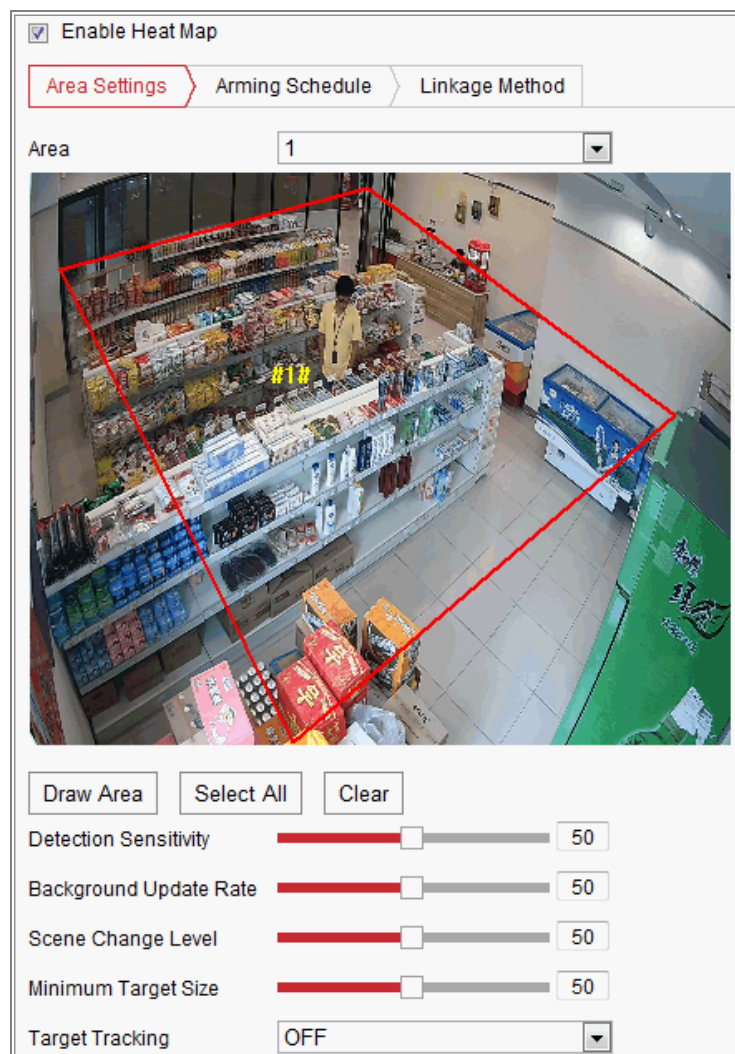 Enable Heat Map
Area Settings
Arming Schedule
Linkage Method
Area
1
#1#
Draw Area
Select All
Clear
Detection Sensitivity
50
Background Update Rate
50
Scene Change Level
50
Minimum Target Size
50
Target Tracking
OFF